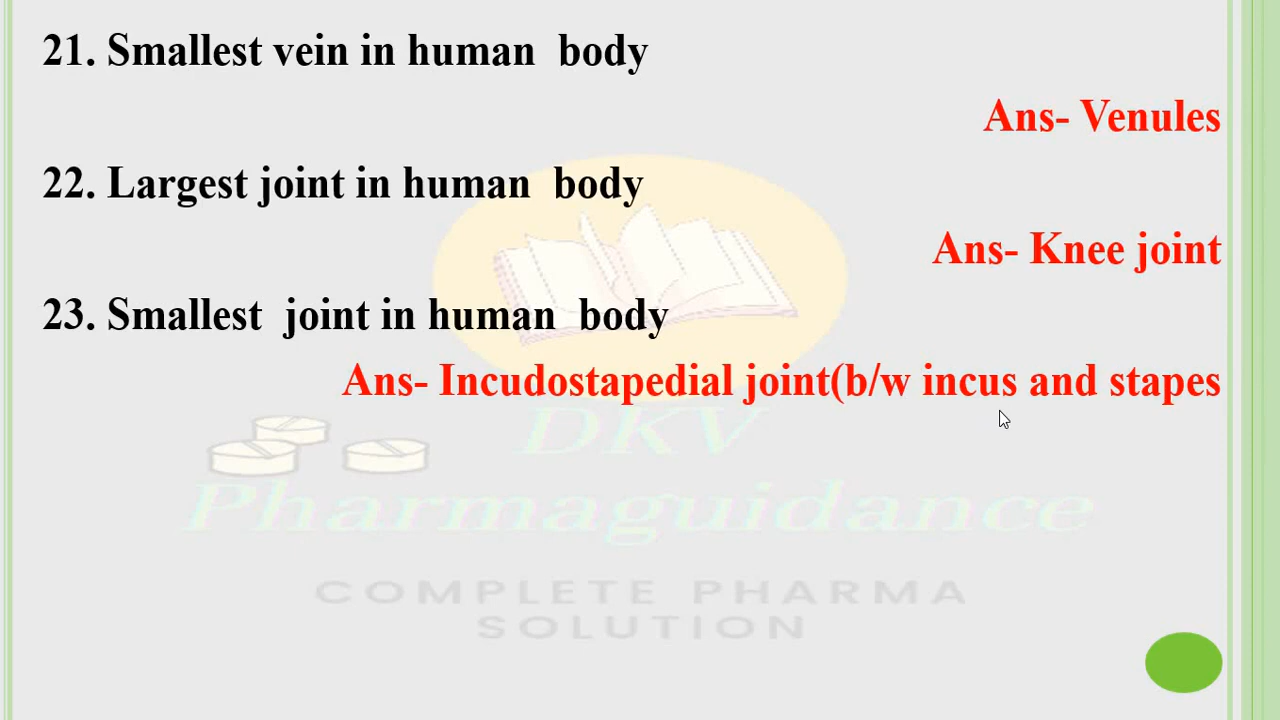 21. Smallest vein in human body
Ans- Venules
22. Largest joint in human body
Ans- Knee joint
23. Smallest joint in human body
Ans- Incudostapedial joint(b/w incus and stapes
DKV
Pharmaguidance
COMPLETE PHARMA
SOLUTION